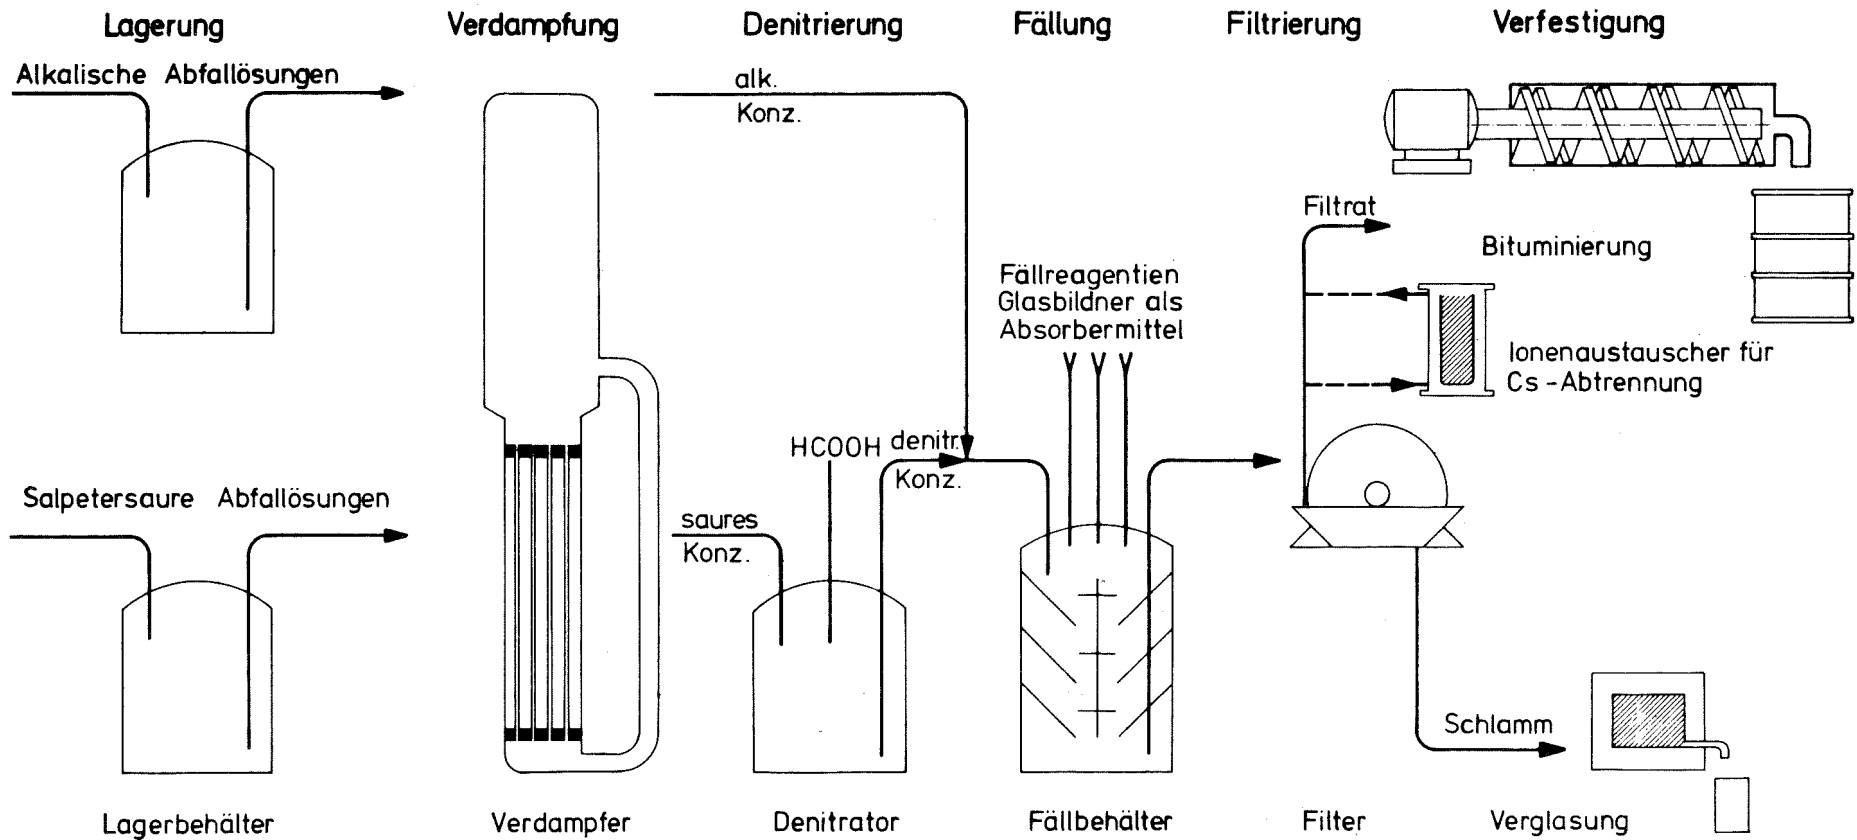 Lagerung
Verdampfung
Denitrierung
Fällung
Filtrierung
Verfestigung
Alkalische Abfallösungen
alk.
Konz.
Filtrat
Bituminierung
Fällreagentien
Glasbildner als
Absorbermittel
Ionenaustauscher für
Cs-Abtrennung
HCOOH
denitr.
Konz.
Salpetersaure Abfallösungen
saures
Konz.
Schlamm
Lagerbehälter
Verdampfer
Denitrator
Fällbehälter
Filter
Verglasung